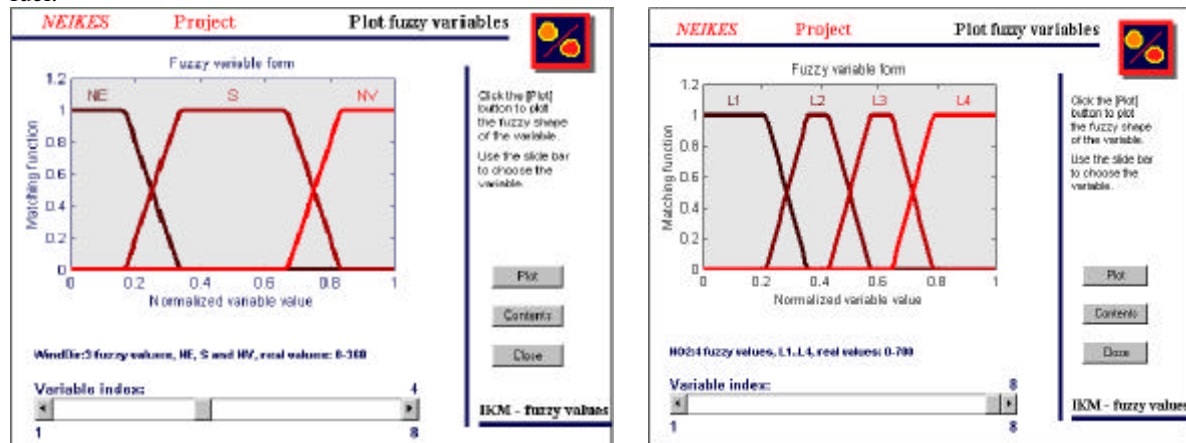 NEIKES Project Plot fuzzy variables
Fuzzy variable form
1.2
NE S NV
1
0.8
0.6
0.4
0.2
0
Matching function
0 0.2 0.4 0.6 0.8 1
Normalized variable value
Click the [Plot]
button to plot
the fuzzy shape
of the variable.
Use the slide bar
to choose the
variable.
Plot
Contents
Close
WindDir:3 fuzzy values, NE, S and NV, real values: 0-360
Variable index: 4
1 8
IKM - fuzzy values
NEIKES Project Plot fuzzy variables
Fuzzy variable form
1.2
L1 L2 L3 L4
1
0.8
0.6
0.4
0.2
0
Matching function
0 0.2 0.4 0.6 0.8 1
Normalized variable value
Click the [Plot]
button to plot
the fuzzy shape
of the variable.
Use the slide bar
to choose the
variable.
Plot
Contents
Close
NO2:4 fuzzy values, L1..L4, real values: 0-700
Variable index: 8
1 8
IKM - fuzzy values